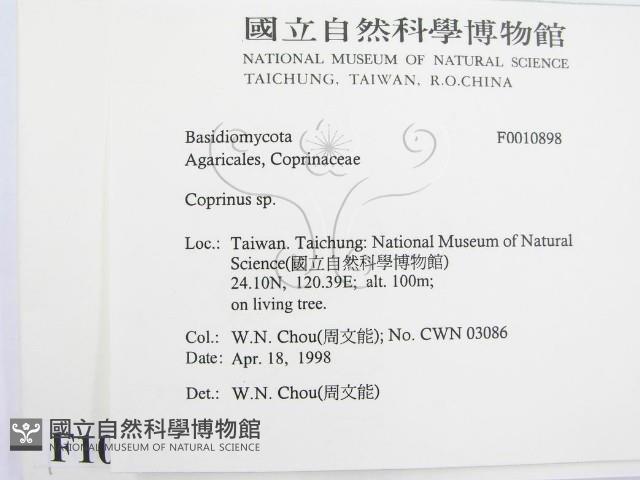 國立自然科學博物館
NATIONAL MUSEUM OF NATURAL SCIENCE
TAICHUNG, TAIWAN, R.O.CHINA
Basidiomycota F0010898
Agaricales, Coprinaceae
Coprinus sp.
Loc.: Taiwan. Taichung: National Museum of Natural
Science(國立自然科學博物館)
24.10N, 120.39E; alt. 100m;
on living tree.
Col.: W.N. Chou(周文能); No. CWN 03086
Date: Apr. 18, 1998
Det.: W.N. Chou(周文能)
國立自然科學博物館
NATIONAL MUSEUM OF NATURAL SCIENCE